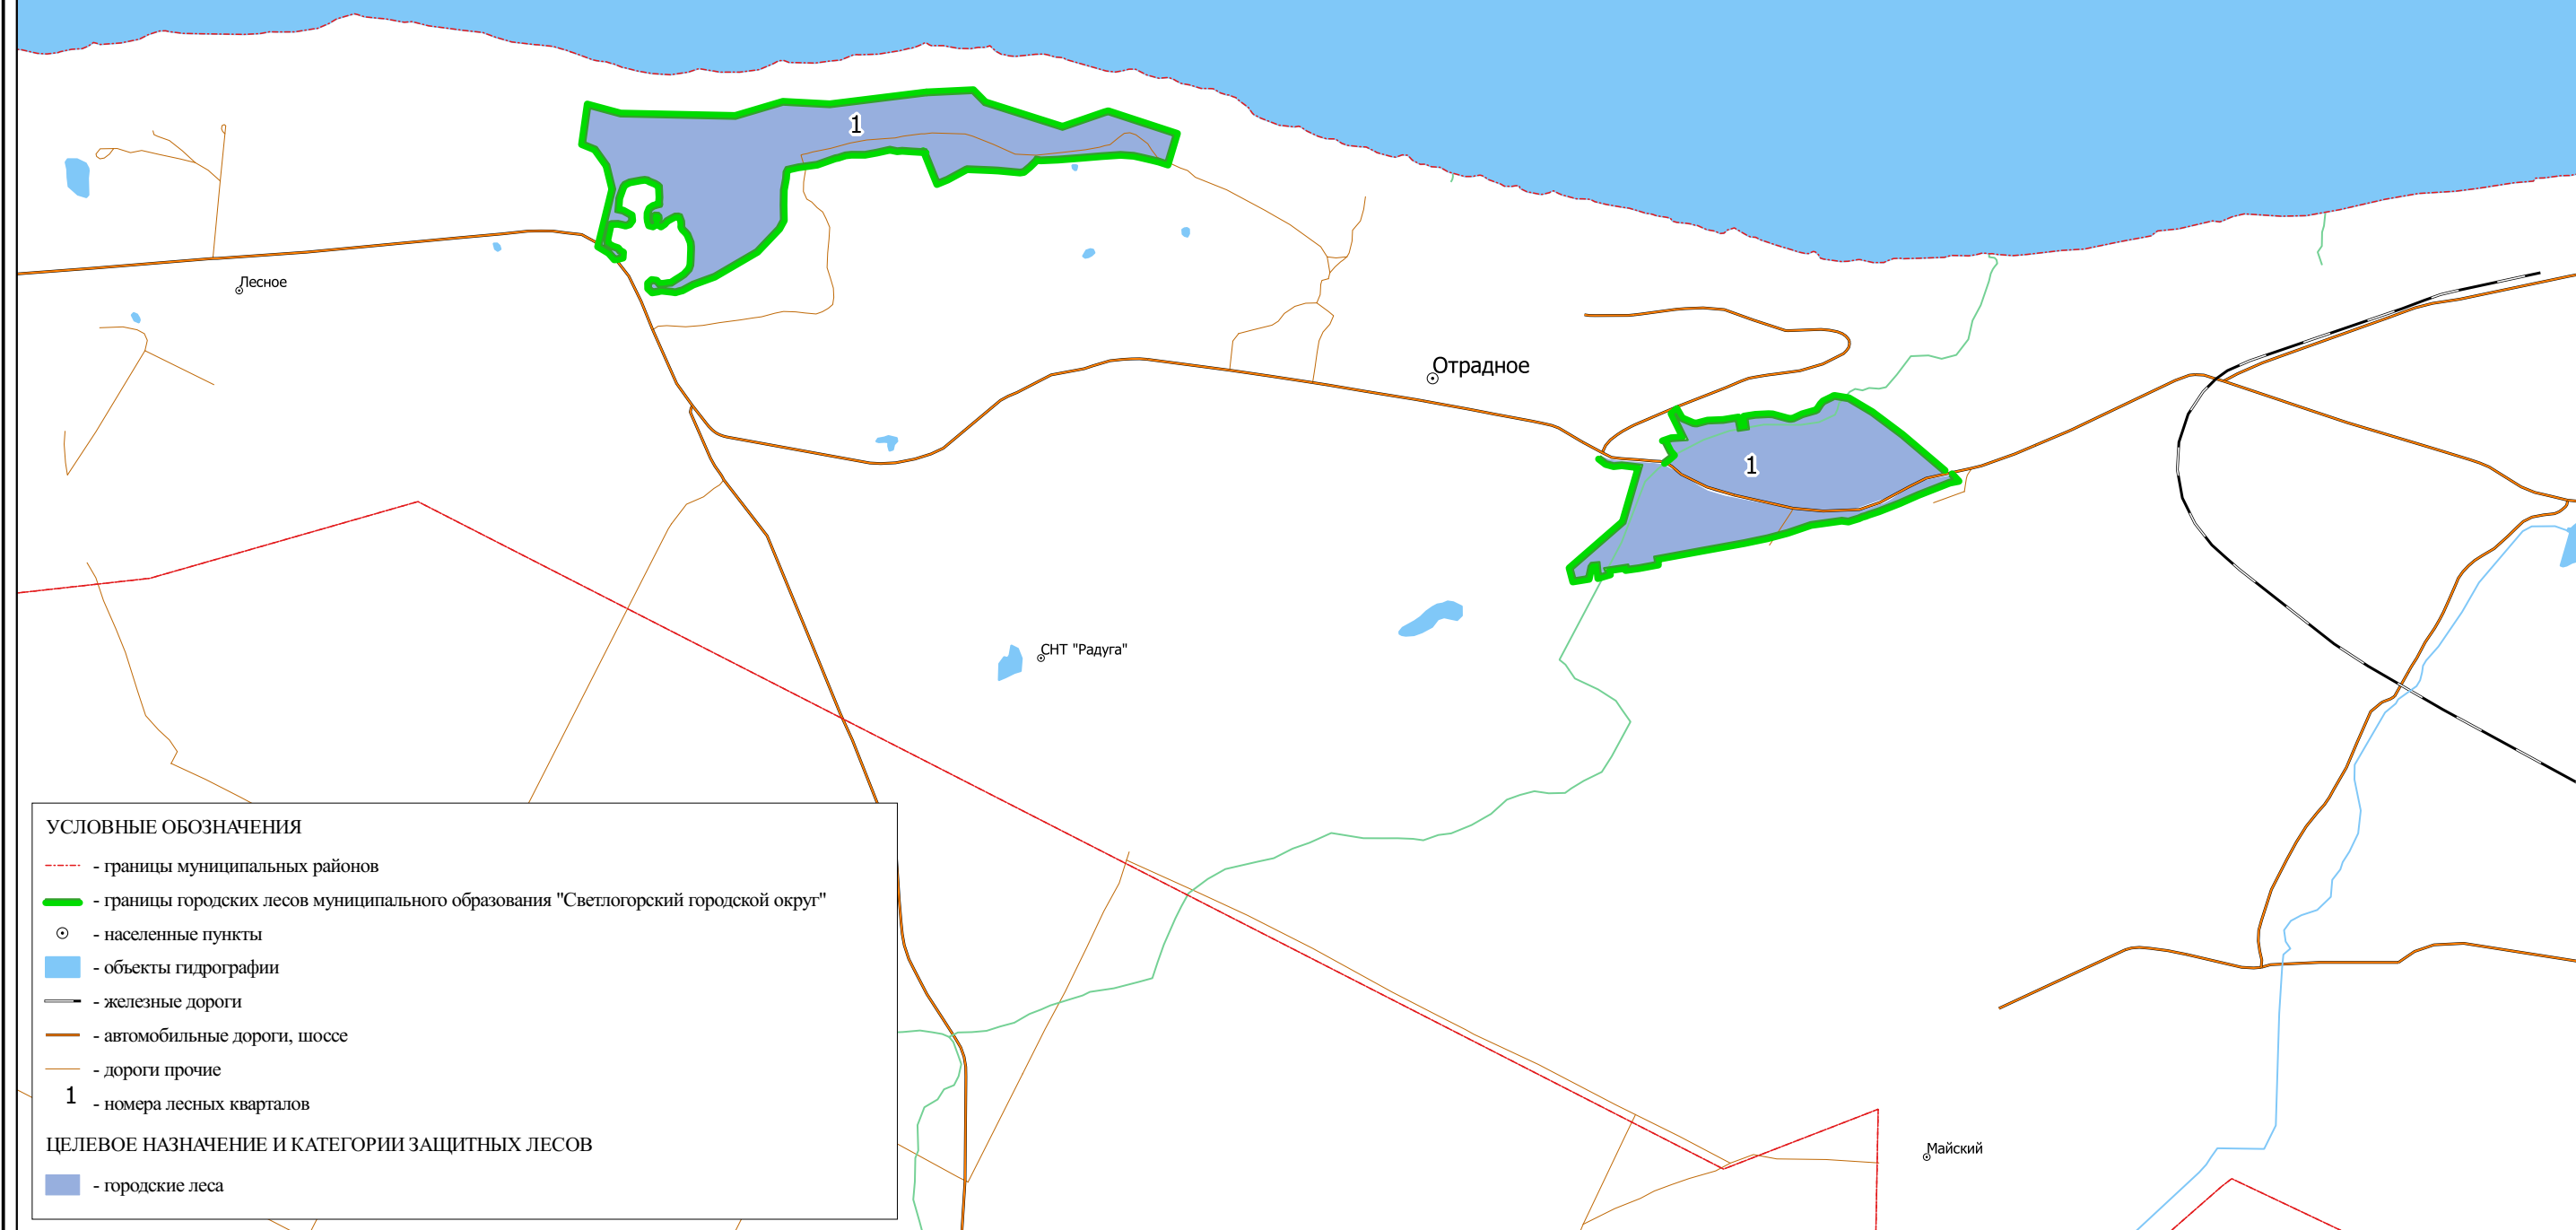 1
Лесное
Отрадное
1
СНТ "Радуга"
УСЛОВНЫЕ ОБОЗНАЧЕНИЯ
- границы муниципальных районов
- границы городских лесов муниципального образования "Светлогорский городской округ"
- населенные пункты
- объекты гидрографии
- железные дороги
- автомобильные дороги, шоссе
- дороги прочие
1 - номера лесных кварталов
ЦЕЛЕВОЕ НАЗНАЧЕНИЕ И КАТЕГОРИИ ЗАЩИТНЫХ ЛЕСОВ
- городские леса
Майский